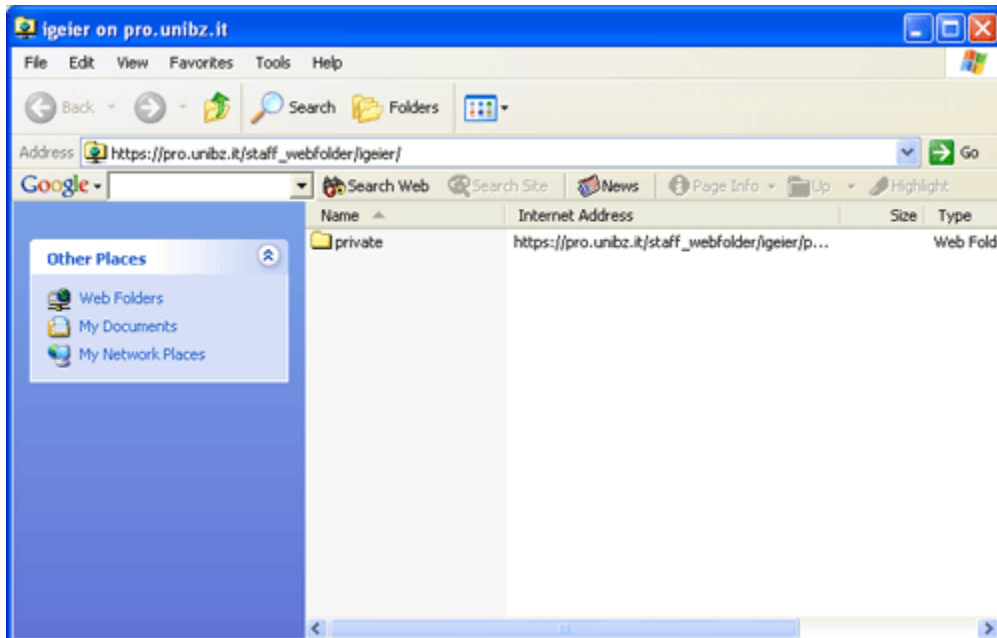 igeier on pro.unibz.it
File Edit View Favorites Tools Help
Back Search Folders
Address https://pro.unibz.it/staff_webfolder/igeier/ Go
Google Search Web Search Site News Page Info Up Highlight
Name Internet Address Size Type
private https://pro.unibz.it/staff_webfolder/igeier/p... Web Fold
Other Places
Web Folders
My Documents
My Network Places